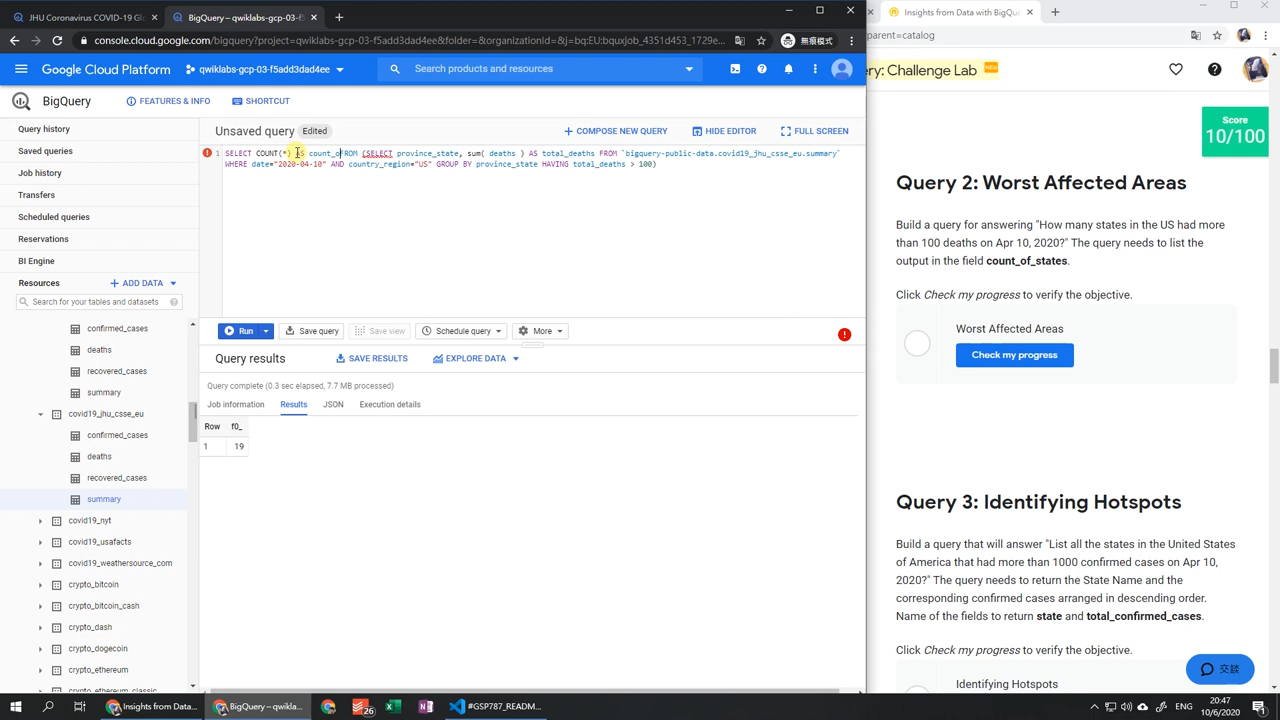 JHU Coronavirus COVID-19 Glo
BigQuery – qwiklabs-gcp-03-f5
console.cloud.google.com/bigquery?project=qwiklabs-gcp-03-f5add3dad4ee&folder=&organizationId=&j=bq:EU:bquxjob_4351d453_1729e...
無痕模式
Google Cloud Platform
qwiklabs-gcp-03-f5add3dad4ee
Search products and resources
BigQuery
FEATURES & INFO
SHORTCUT
Query history
Saved queries
Job history
Transfers
Scheduled queries
Reservations
BI Engine
Resources
ADD DATA
Search for your tables and datasets
confirmed_cases
deaths
recovered_cases
summary
covid19_jhu_csse_eu
confirmed_cases
deaths
recovered_cases
summary
covid19_nyt
covid19_usafacts
covid19_weathersource_com
crypto_bitcoin
crypto_bitcoin_cash
crypto_dash
crypto_dogecoin
crypto_ethereum
crypto_ethereum_classic
Unsaved query
Edited
COMPOSE NEW QUERY
HIDE EDITOR
FULL SCREEN
1 SELECT COUNT(*) count_oFROM (SELECT province_state, sum( deaths ) AS total_deaths FROM `bigquery-public-data.covid19_jhu_csse_eu.summary`
WHERE date="2020-04-10" AND country_region="US" GROUP BY province_state HAVING total_deaths > 100)
Run
Save query
Save view
Schedule query
More
Query results
SAVE RESULTS
EXPLORE DATA
Query complete (0.3 sec elapsed, 7.7 MB processed)
Job information
Results
JSON
Execution details
Row f0_
1 19
Insights from Data with BigQu
parent=catalog
ery: Challenge Lab
NEW
Score
10/100
Query 2: Worst Affected Areas
Build a query for answering "How many states in the US had more
than 100 deaths on Apr 10, 2020?" The query needs to list the
output in the field count_of_states.
Click Check my progress to verify the objective.
Worst Affected Areas
Check my progress
Query 3: Identifying Hotspots
Build a query that will answer "List all the states in the United States
of America that had more than 1000 confirmed cases on Apr 10,
2020?" The query needs to return the State Name and the
corresponding confirmed cases arranged in descending order.
Name of the fields to return state and total_confirmed_cases.
Click Check my progress to verify the objective.
Identifying Hotspots
交談
Insights from Data...
BigQuery – qwikla...
26
#GSP787_READM...
ENG
20:47
10/6/2020
1